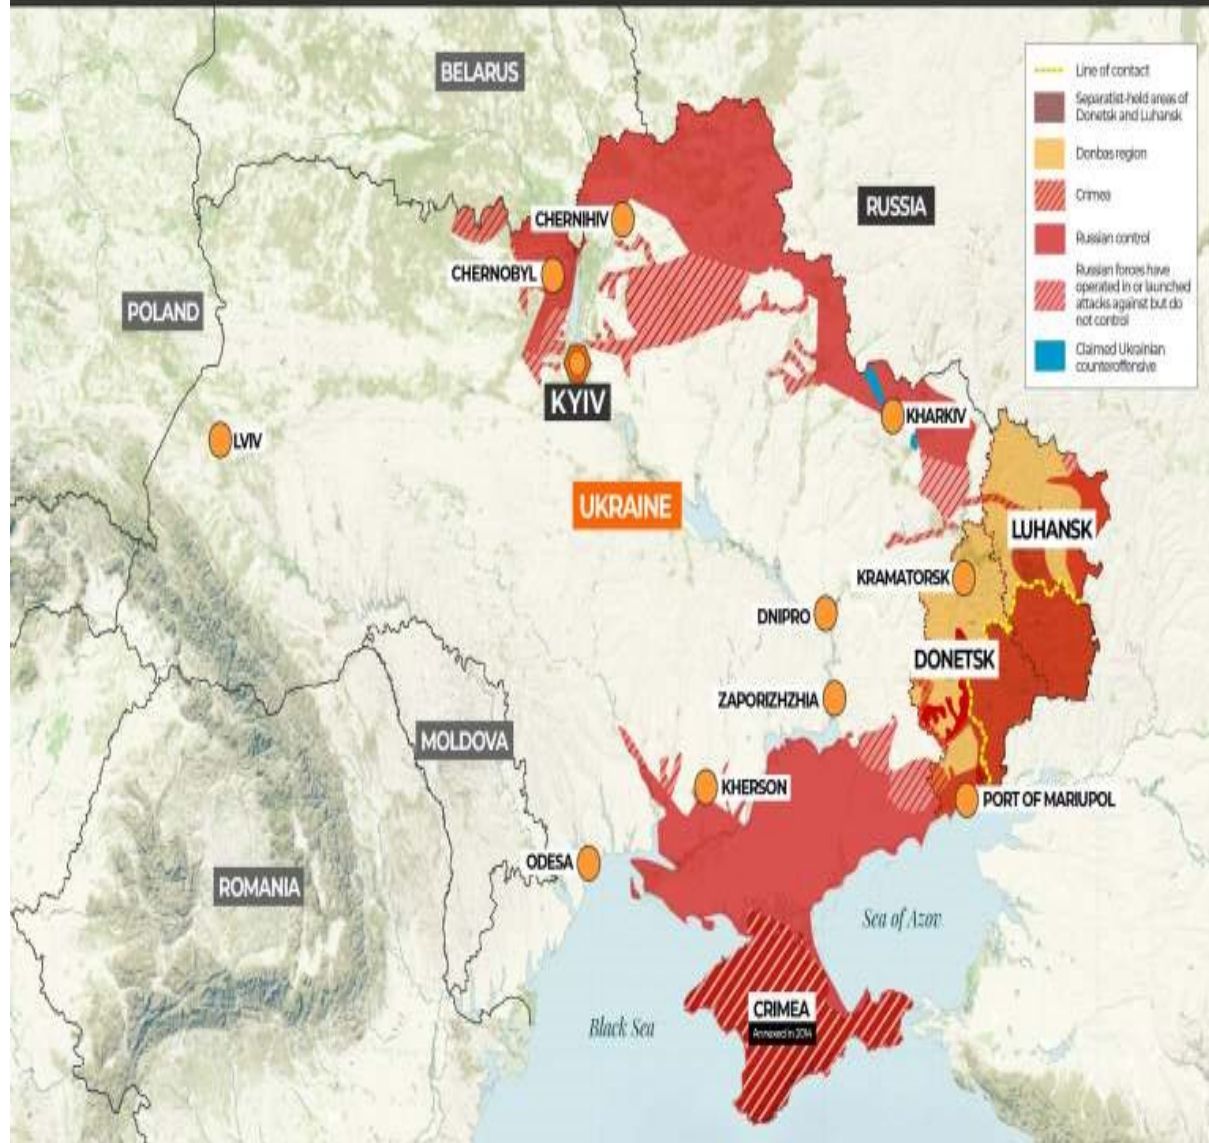 BELARUS
Line of contact
Separatist-held areas of
Donetsk and Luhansk
Donbas region
Crimea
Russian control
Russian forces have
operated in or launched
attacks against but do
not control
Claimed Ukrainian
counteroffensive
RUSSIA
CHERNIHIV
CHERNOBYL
POLAND
KYIV
KHARKIV
LVIV
UKRAINE
LUHANSK
KRAMATORSK
DNIPRO
DONETSK
ZAPORIZHZHIA
MOLDOVA
KHERSON
PORT OF MARIUPOL
ODESA
ROMANIA
Sea of Azov
CRIMEA
Annexed in 2014
Black Sea